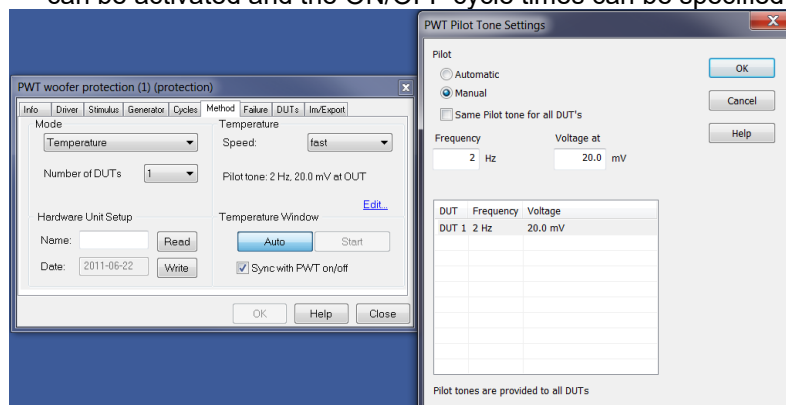 can be activated and the ON/OFF cycle times can be specified
PWT woofer protection (1) (protection)
Info Driver Stimulus Generator Cycles Method Failure DUTs Im/Export
Mode
Temperature
Number of DUTs 1
Hardware Unit Setup
Name: Read
Date: 2011-06-22 Write
Temperature
Speed: fast
Pilot tone: 2 Hz, 20.0 mV at OUT
Edit...
Temperature Window
Auto Start
Sync with PWT on/off
OK Help Close
PWT Pilot Tone Settings
Pilot
Automatic
Manual
Same Pilot tone for all DUT's
Frequency Voltage at
2 Hz 20.0 mV
OK
Cancel
Help
DUT Frequency Voltage
DUT 1 2 Hz 20.0 mV
Pilot tones are provided to all DUTs